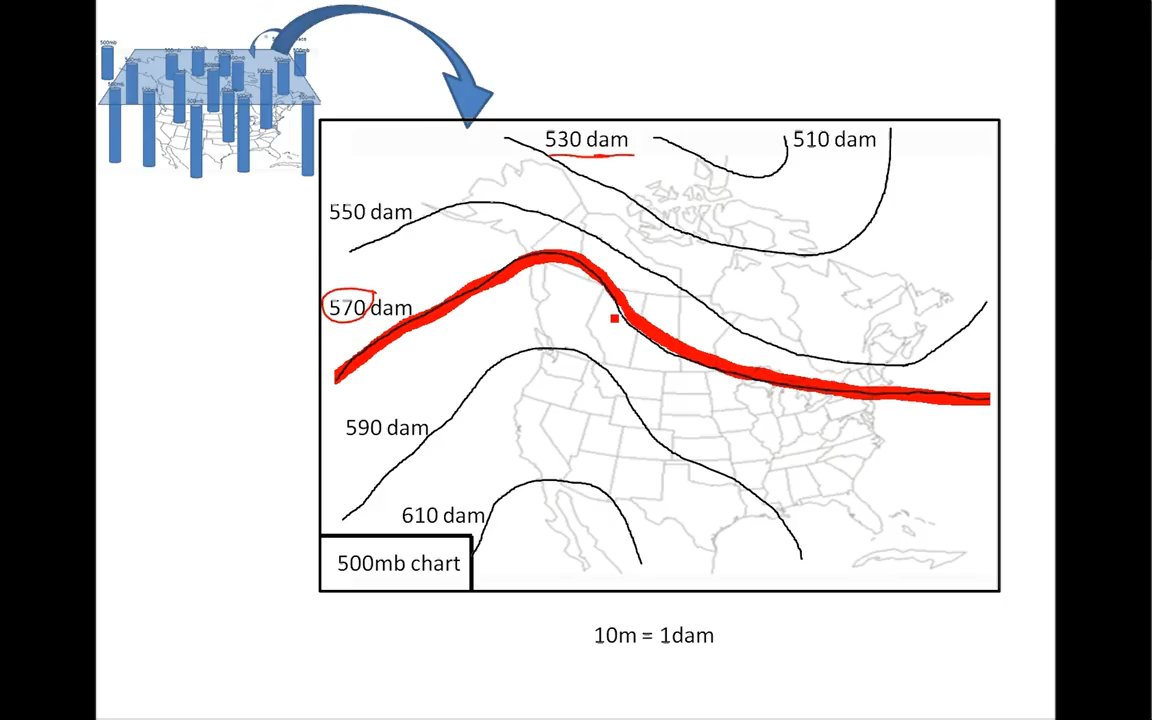 530 dam
510 dam
550 dam
570 dam
590 dam
610 dam
500mb chart
10m = 1dam